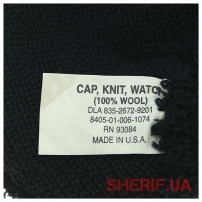 CAP, KNIT, WATC
(100% WOOL)
DLA 835-2672-9201
8405-01-006-1074
RN 93084
MADE IN U.S.A.
SHERIF.UA